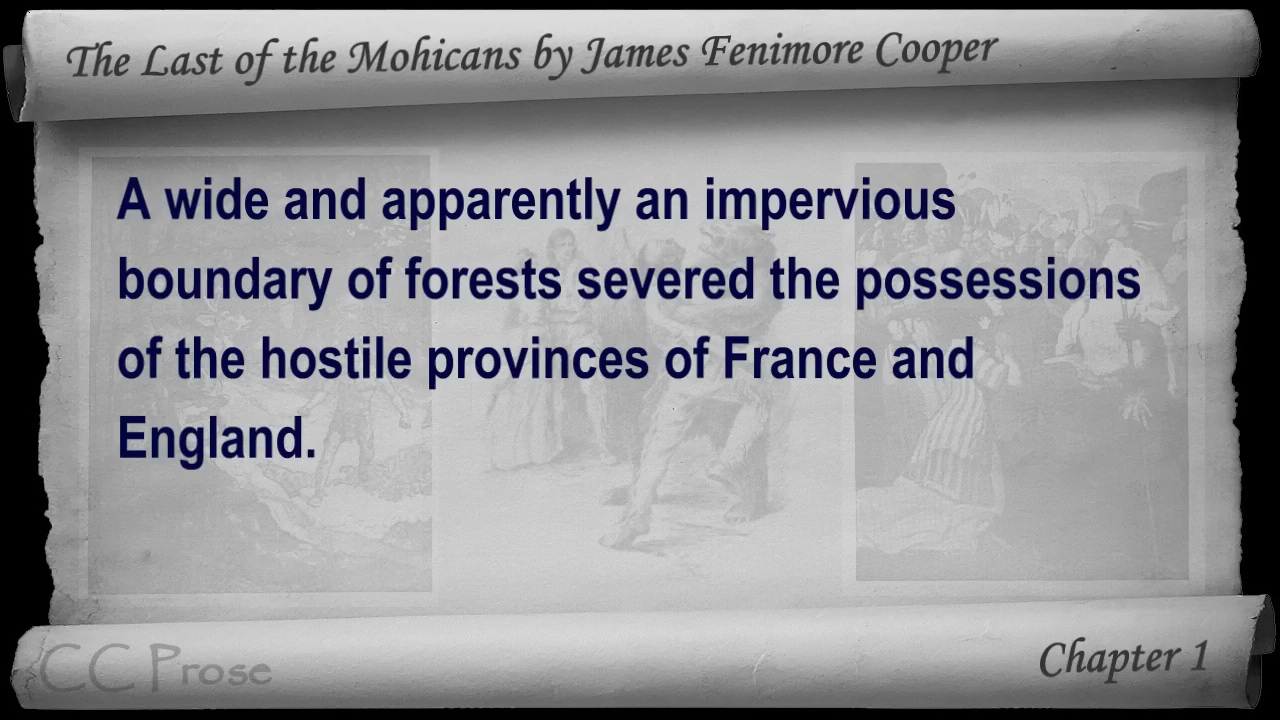 The Last of the Mohicans by James Fenimore Cooper
A wide and apparently an impervious
boundary of forests severed the possessions
of the hostile provinces of France and
England.
CC Prose
Chapter 1